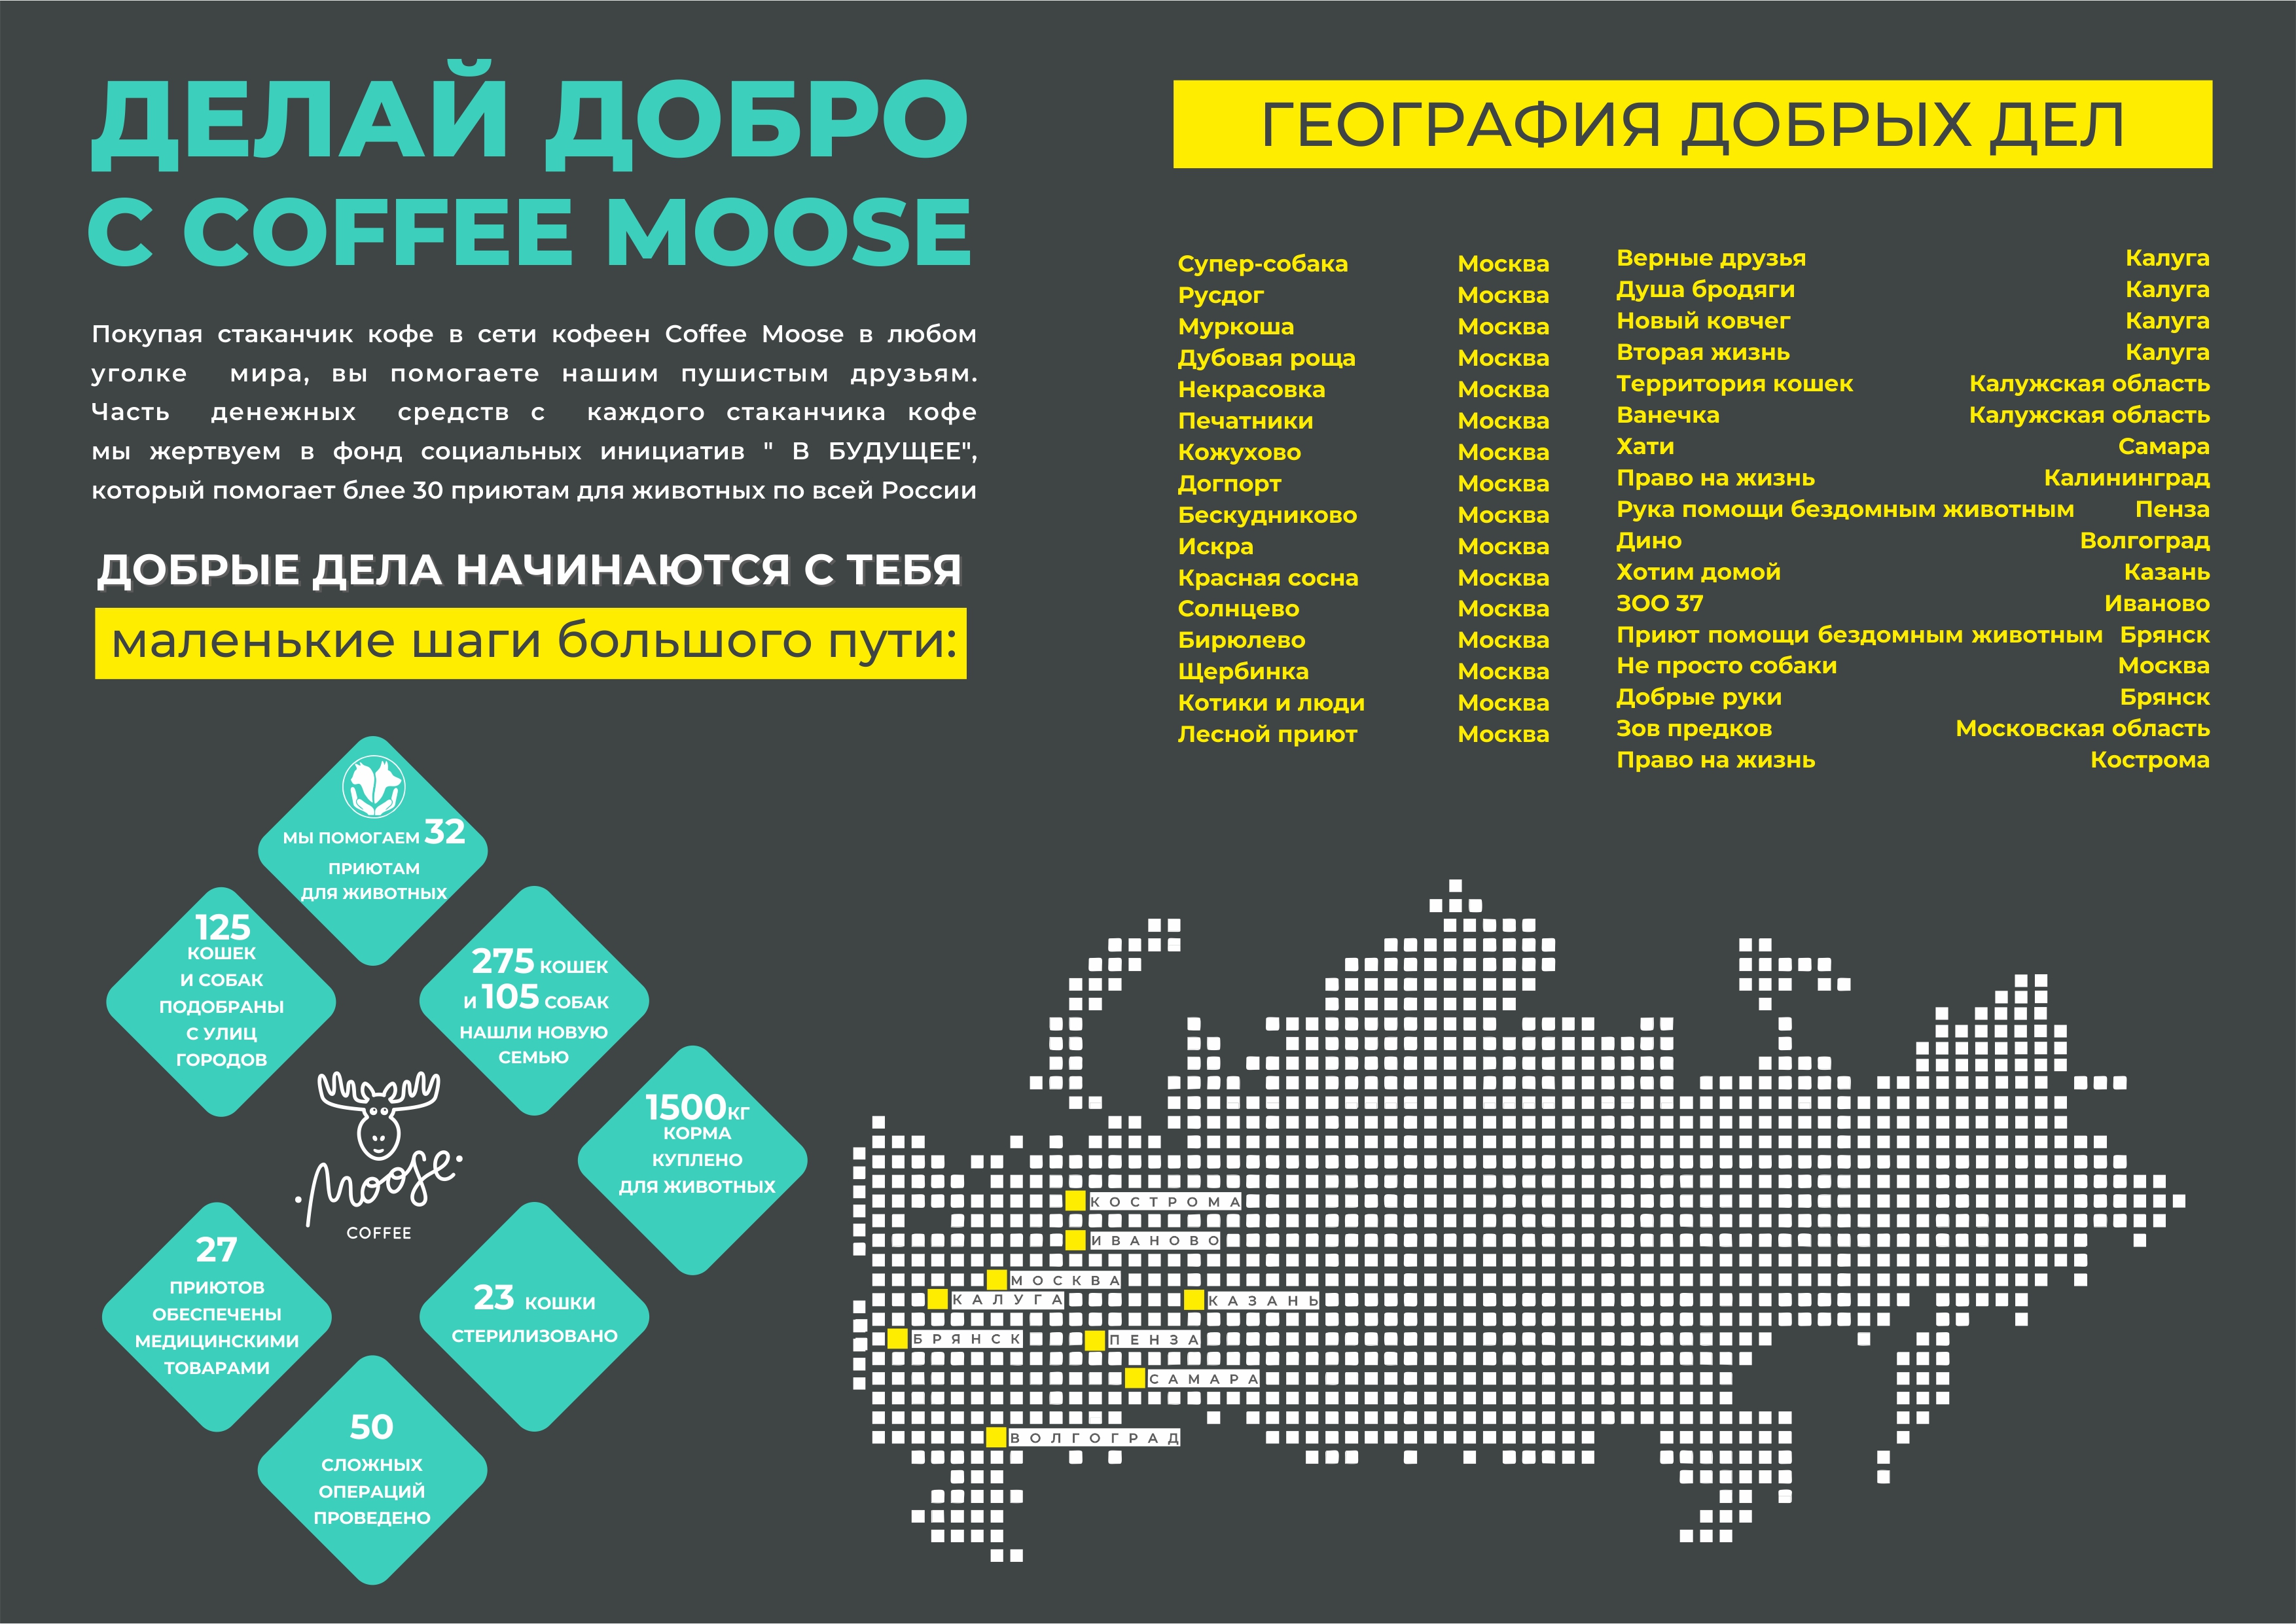 ДЕЛАЙ ДОБРО
С COFFEE MOOSE
Покупая стаканчик кофе в сети кофеен Coffee Moose в любом
уголке мира, вы помогаете нашим пушистым друзьям.
Часть денежных средств с каждого стаканчика кофе
мы жертвуем в фонд социальных инициатив " В БУДУЩЕЕ",
который помогает блее 30 приютам для животных по всей России
ДОБРЫЕ ДЕЛА НАЧИНАЮТСЯ С ТЕБЯ
маленькие шаги большого пути:
МЫ ПОМОГАЕМ 32
ПРИЮТАМ
ДЛЯ ЖИВОТНЫХ
125
КОШЕК
И СОБАК
ПОДОБРАНЫ
С УЛИЦ
ГОРОДОВ
275 КОШЕК
И 105 СОБАК
НАШЛИ НОВУЮ
СЕМЬЮ
1500КГ
КОРМА
КУПЛЕНО
ДЛЯ ЖИВОТНЫХ
Moose
COFFEE
27
ПРИЮТОВ
ОБЕСПЕЧЕНЫ
МЕДИЦИНСКИМИ
ТОВАРАМИ
23 КОШКИ
СТЕРИЛИЗОВАНО
50
СЛОЖНЫХ
ОПЕРАЦИЙ
ПРОВЕДЕНО
ГЕОГРАФИЯ ДОБРЫХ ДЕЛ
Супер-собака Москва
Русдог Москва
Муркоша Москва
Дубовая роща Москва
Некрасовка Москва
Печатники Москва
Кожухово Москва
Догпорт Москва
Бескудниково Москва
Искра Москва
Красная сосна Москва
Солнцево Москва
Бирюлево Москва
Щербинка Москва
Котики и люди Москва
Лесной приют Москва
Верные друзья Калуга
Душа бродяги Калуга
Новый ковчег Калуга
Вторая жизнь Калуга
Территория кошек Калужская область
Ванечка Калужская область
Хати Самара
Право на жизнь Калининград
Рука помощи бездомным животным Пенза
Дино Волгоград
Хотим домой Казань
ЗОО 37 Иваново
Приют помощи бездомным животным Брянск
Не просто собаки Москва
Добрые руки Брянск
Зов предков Московская область
Право на жизнь Кострома
КОСТРОМА
ИВАНОВО
МОСКВА
КАЛУГА
КАЗАНЬ
БРЯНСК
ПЕНЗА
САМАРА
ВОЛГОГРАД